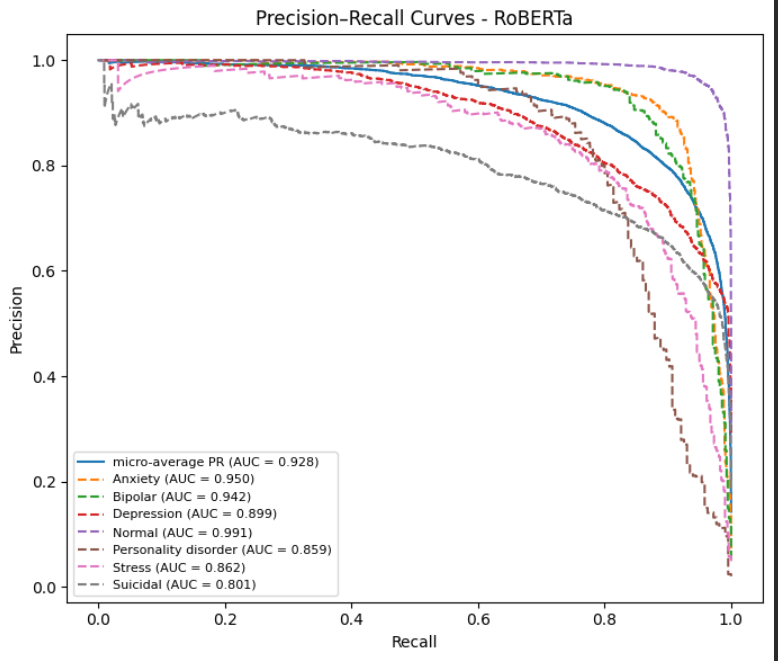 Precision–Recall Curves - RoBERTa
1.0
0.8
0.6
0.4
0.2
0.0
Precision
micro-average PR (AUC = 0.928)
Anxiety (AUC = 0.950)
Bipolar (AUC = 0.942)
Depression (AUC = 0.899)
Normal (AUC = 0.991)
Personality disorder (AUC = 0.859)
Stress (AUC = 0.862)
Suicidal (AUC = 0.801)
0.0 0.2 0.4 0.6 0.8 1.0
Recall